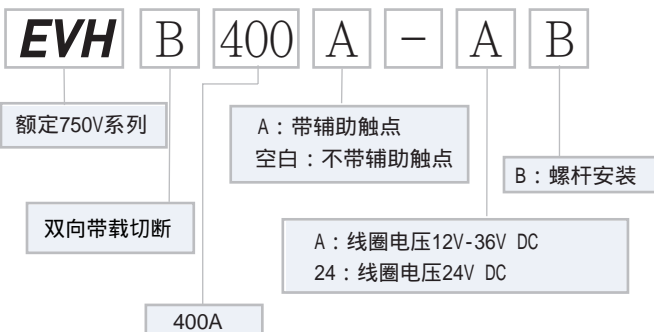 EVH B 400 A - A B
额定750V系列
A：带辅助触点
空白：不带辅助触点
B：螺杆安装
双向带载切断
A：线圈电压12V-36V DC
24：线圈电压24V DC
400A